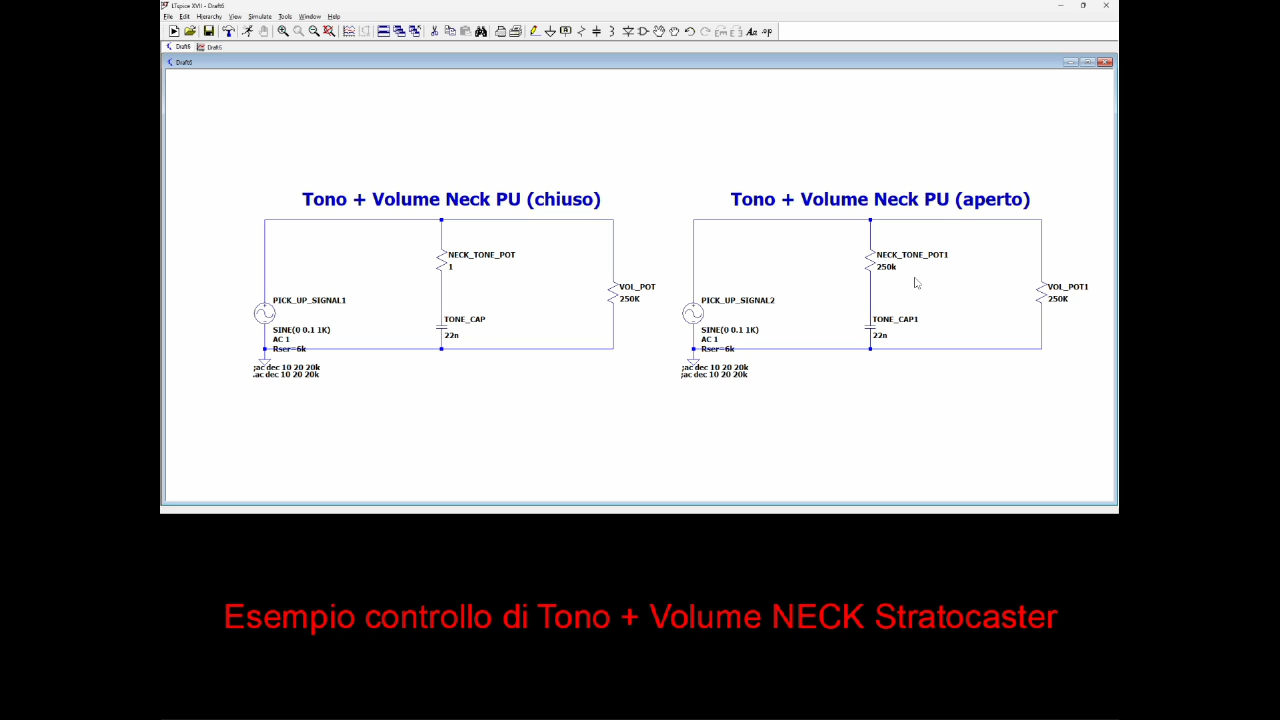 LTspice XVII - Draft6
File Edit Hierarchy View Simulate Tools Window Help
Draft6 Draft6
Draft6
Tono + Volume Neck PU (chiuso)
NECK_TONE_POT
1
VOL_POT
250K
PICK_UP_SIGNAL1
TONE_CAP
22n
SINE(0 0.1 1K)
AC 1
Rser=6k
;ac dec 10 20 20k
.ac dec 10 20 20k
Tono + Volume Neck PU (aperto)
NECK_TONE_POT1
250k
VOL_POT1
250K
PICK_UP_SIGNAL2
TONE_CAP1
22n
SINE(0 0.1 1K)
AC 1
Rser=6k
;ac dec 10 20 20k
;ac dec 10 20 20k
Esempio controllo di Tono + Volume NECK Stratocaster